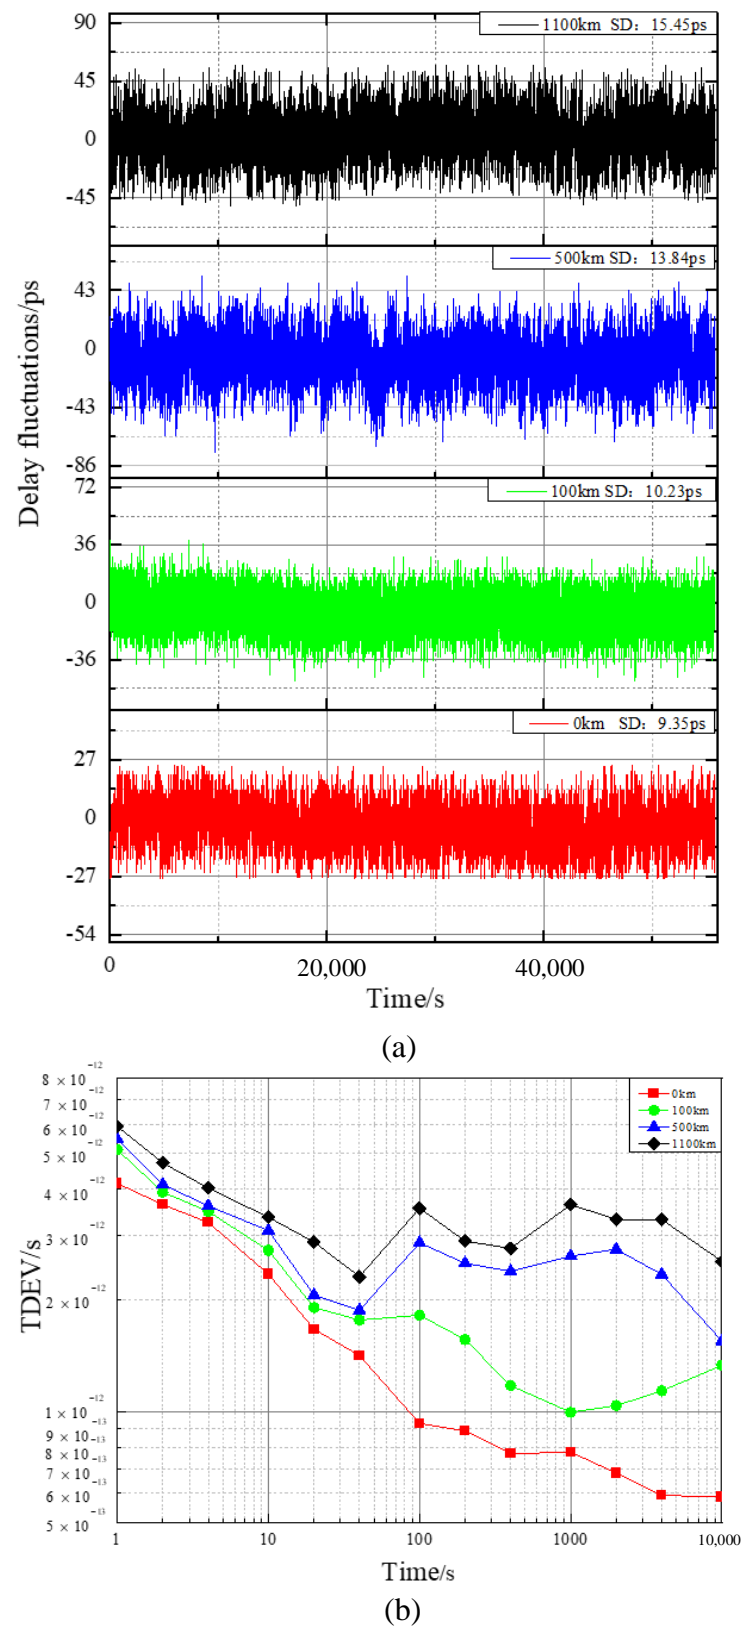 1100km SD: 15.45ps
90
45
0
-45
500km SD: 13.84ps
43
0
-43
-86
100km SD: 10.23ps
72
36
0
-36
0km SD: 9.35ps
27
0
-27
-54
Delay fluctuations/ps
0 20,000 40,000
Time/s
(a)
8 × 10 -12
7 × 10 -12
6 × 10 -12
5 × 10 -12
4 × 10 -12
3 × 10 -12
2 × 10 -12
1 × 10 -12
9 × 10 -13
8 × 10 -13
7 × 10 -13
6 × 10 -13
5 × 10 -13
TDEV/s
0km
100km
500km
1100km
1 10 100 1000 10,000
Time/s
(b)